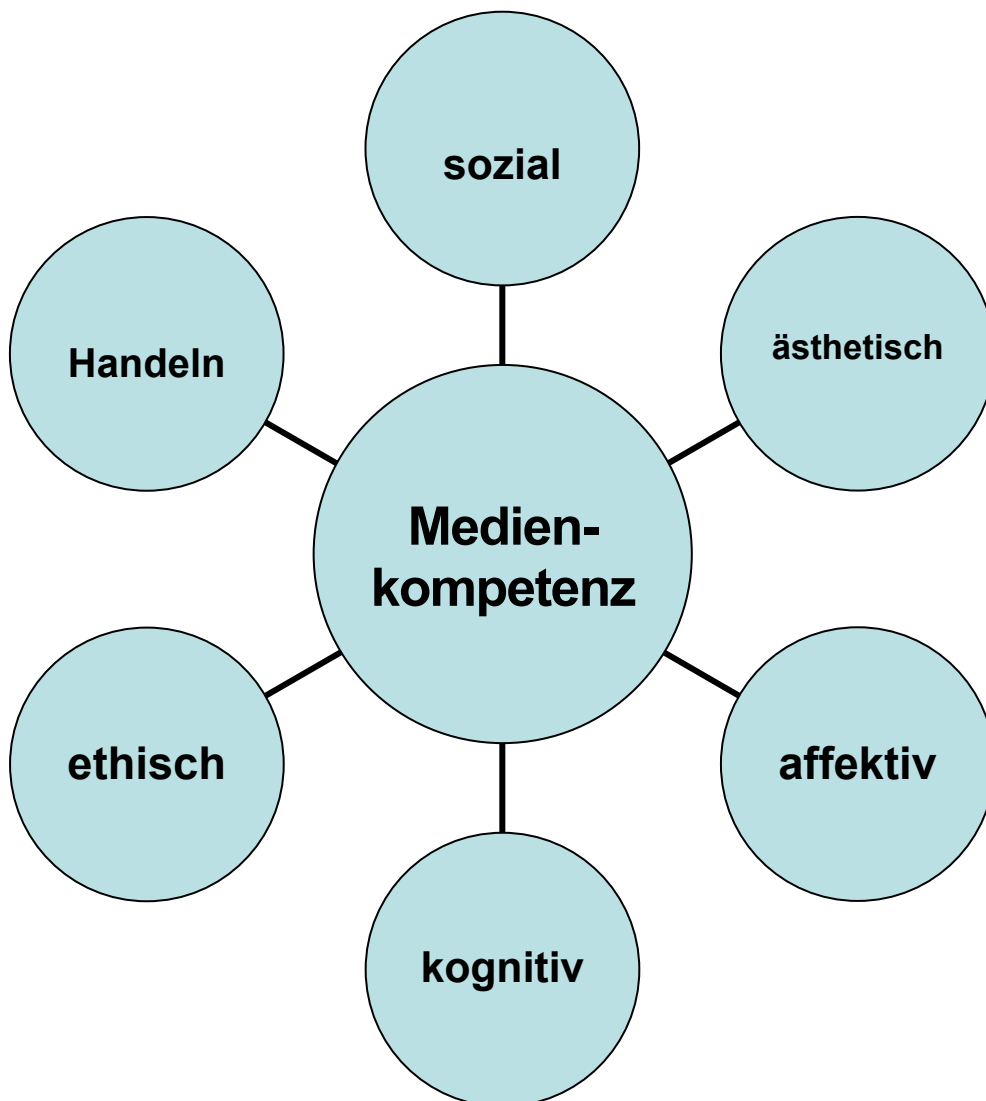 sozial
ästhetisch
Handeln
Medien-
kompetenz
ethisch
affektiv
kognitiv